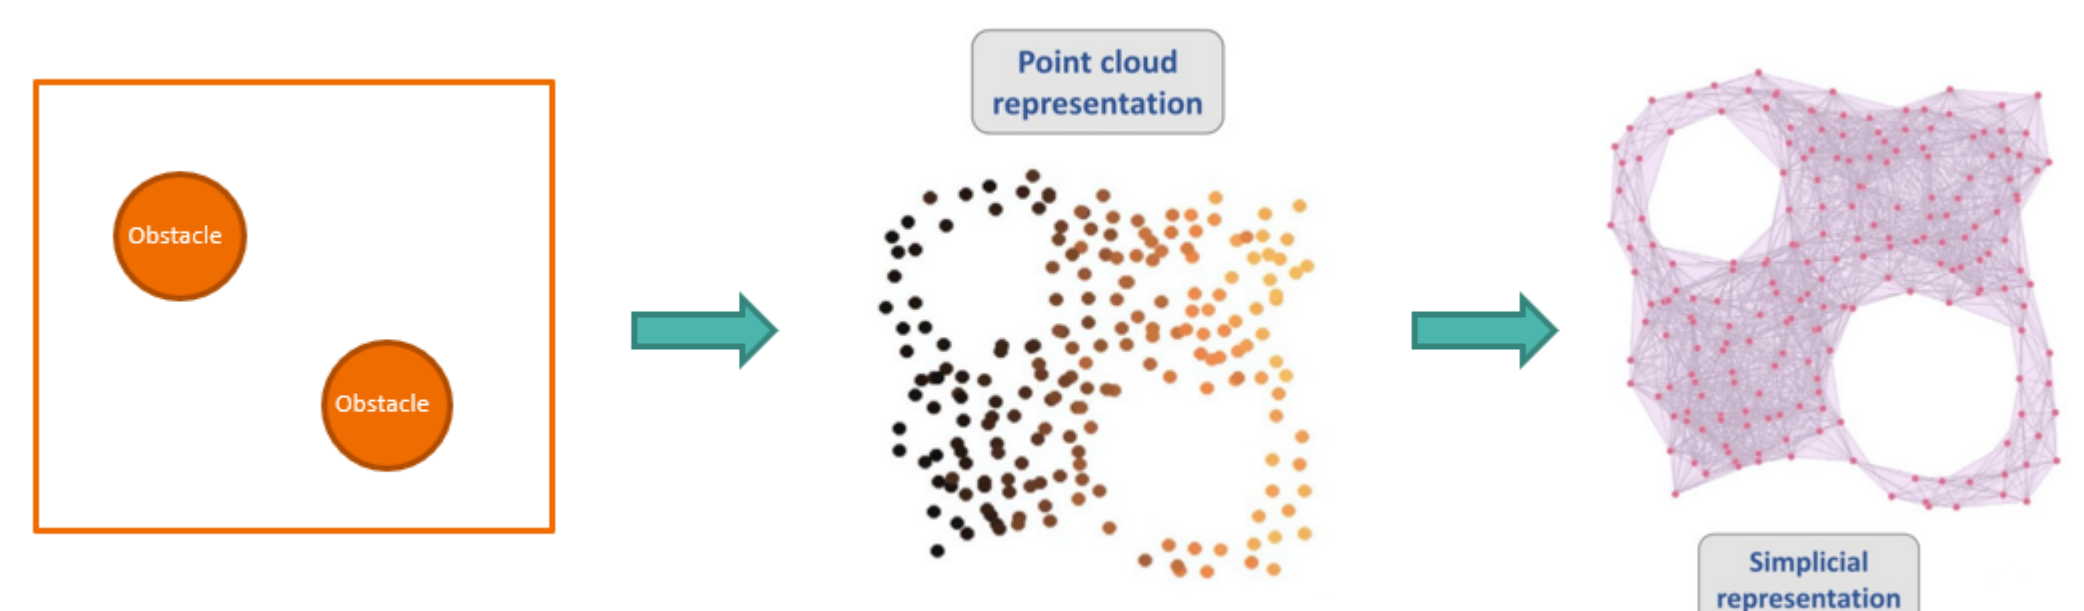 Obstacle
Obstacle
Point cloud
representation
Simplicial
representation